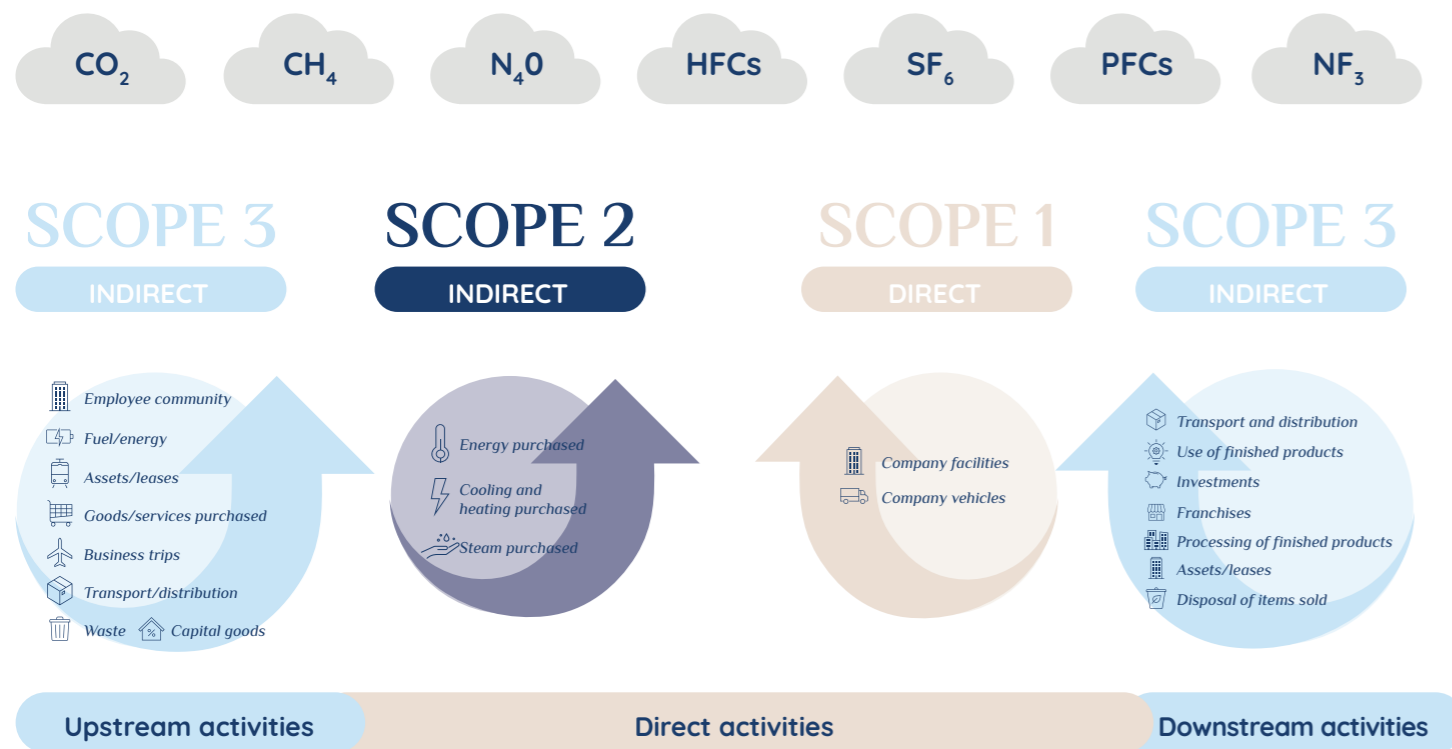 CO2
CH4
N40
HFCs
SF6
PFCs
NF3
SCOPE 3
INDIRECT
SCOPE 2
INDIRECT
SCOPE 1
DIRECT
SCOPE 3
INDIRECT
Employee community
Fuel/energy
Assets/leases
Goods/services purchased
Business trips
Transport/distribution
Waste
% Capital goods
Energy purchased
Cooling and
heating purchased
Steam purchased
Company facilities
Company vehicles
Transport and distribution
Use of finished products
Investments
Franchises
Processing of finished products
Assets/leases
Disposal of items sold
Upstream activities
Direct activities
Downstream activities